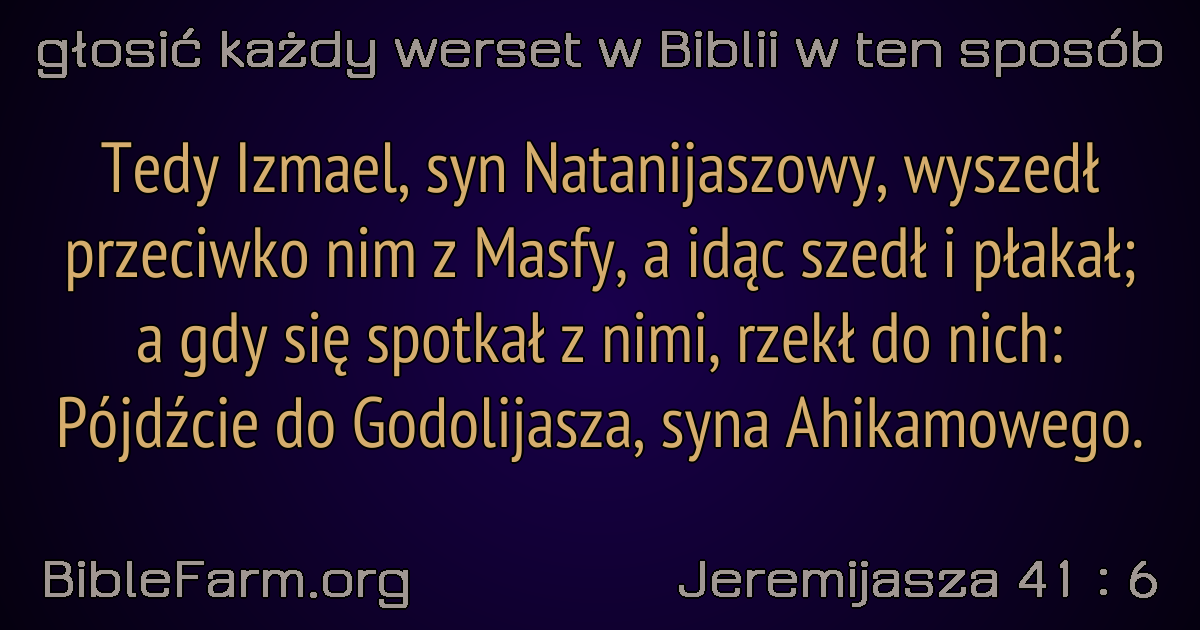 głosić każdy werset w Biblii w ten sposób
Tedy Izmael, syn Natanijaszowy, wyszedł
przeciwko nim z Masfy, a idąc szedł i płakał;
a gdy się spotkał z nimi, rzekł do nich:
Pójdźcie do Godolijasza, syna Ahikamowego.
BibleFarm.org
Jeremijasza 41 : 6